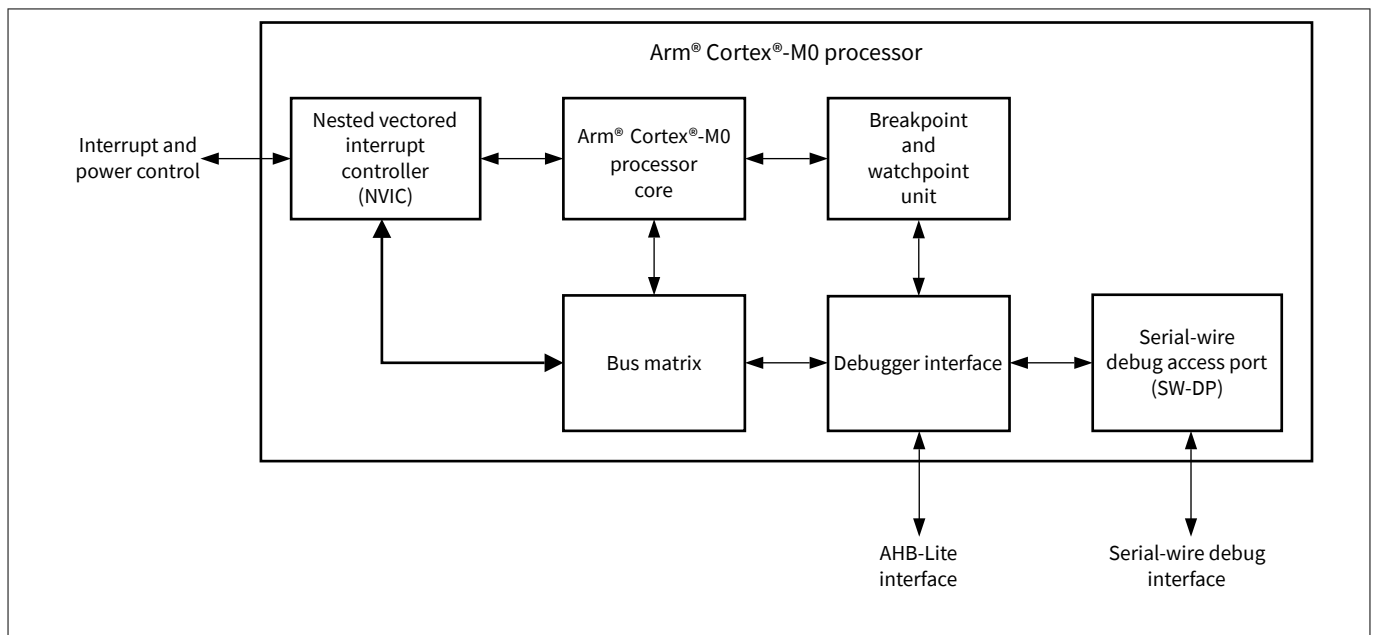 Arm® Cortex®-M0 processor
Nested vectored
interrupt
controller
(NVIC)
Arm® Cortex®-M0
processor
core
Breakpoint
and
watchpoint
unit
Interrupt and
power control
Bus matrix
Debugger interface
Serial-wire
debug access port
(SW-DP)
AHB-Lite
interface
Serial-wire debug
interface